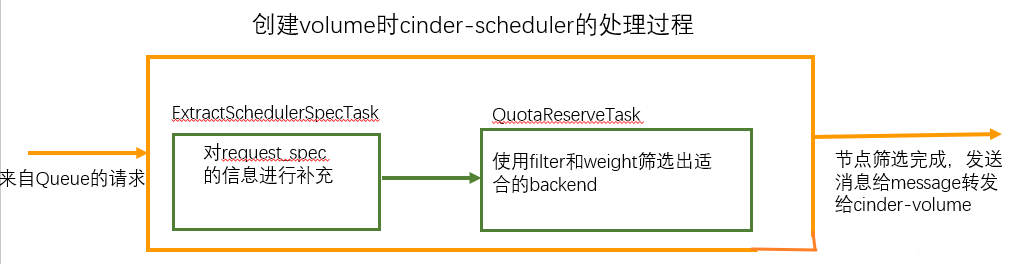 创建volume时cinder-scheduler的处理过程
ExtractSchedulerSpecTask
对request_spec
的信息进行补充
QuotaReserveTask
使用filter和weight筛选出适
合的backend
来自Queue的请求
节点筛选完成，发送
消息给message转发
给cinder-volume